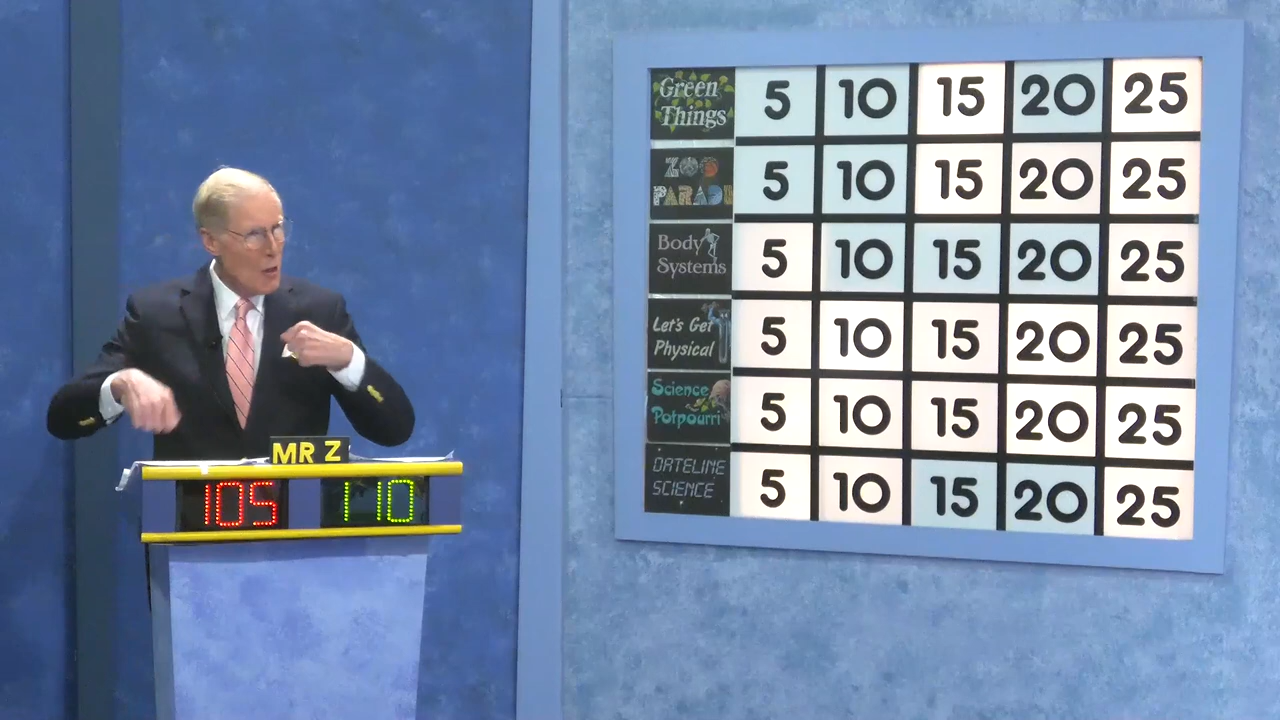 Green Things 5 10 15 20 25
ZOO PARADE 5 10 15 20 25
Body Systems 5 10 15 20 25
Let's Get Physical 5 10 15 20 25
Science Potpourri 5 10 15 20 25
DATELINE SCIENCE 5 10 15 20 25
MR Z
105 110